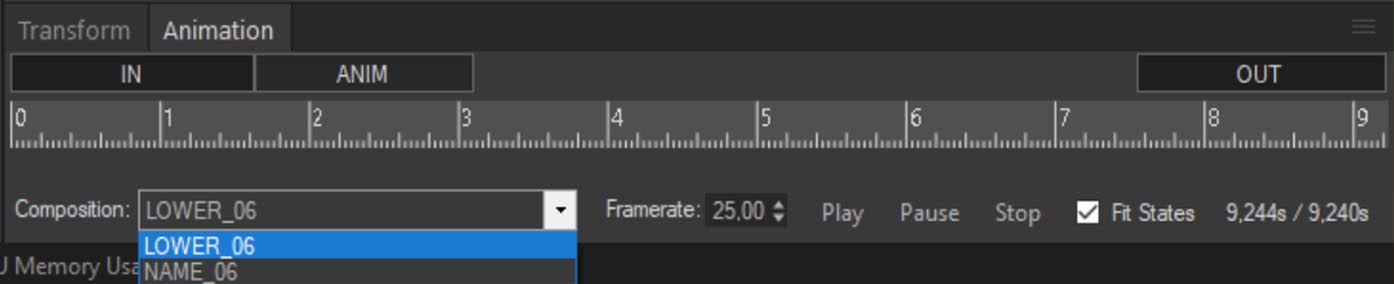 Transform Animation
IN ANIM OUT
0 1 2 3 4 5 6 7 8 9
Composition: LOWER_06 Framerate: 25,00 Play Pause Stop Fit States 9,244s / 9,240s
LOWER_06
U Memory Usa NAME_06